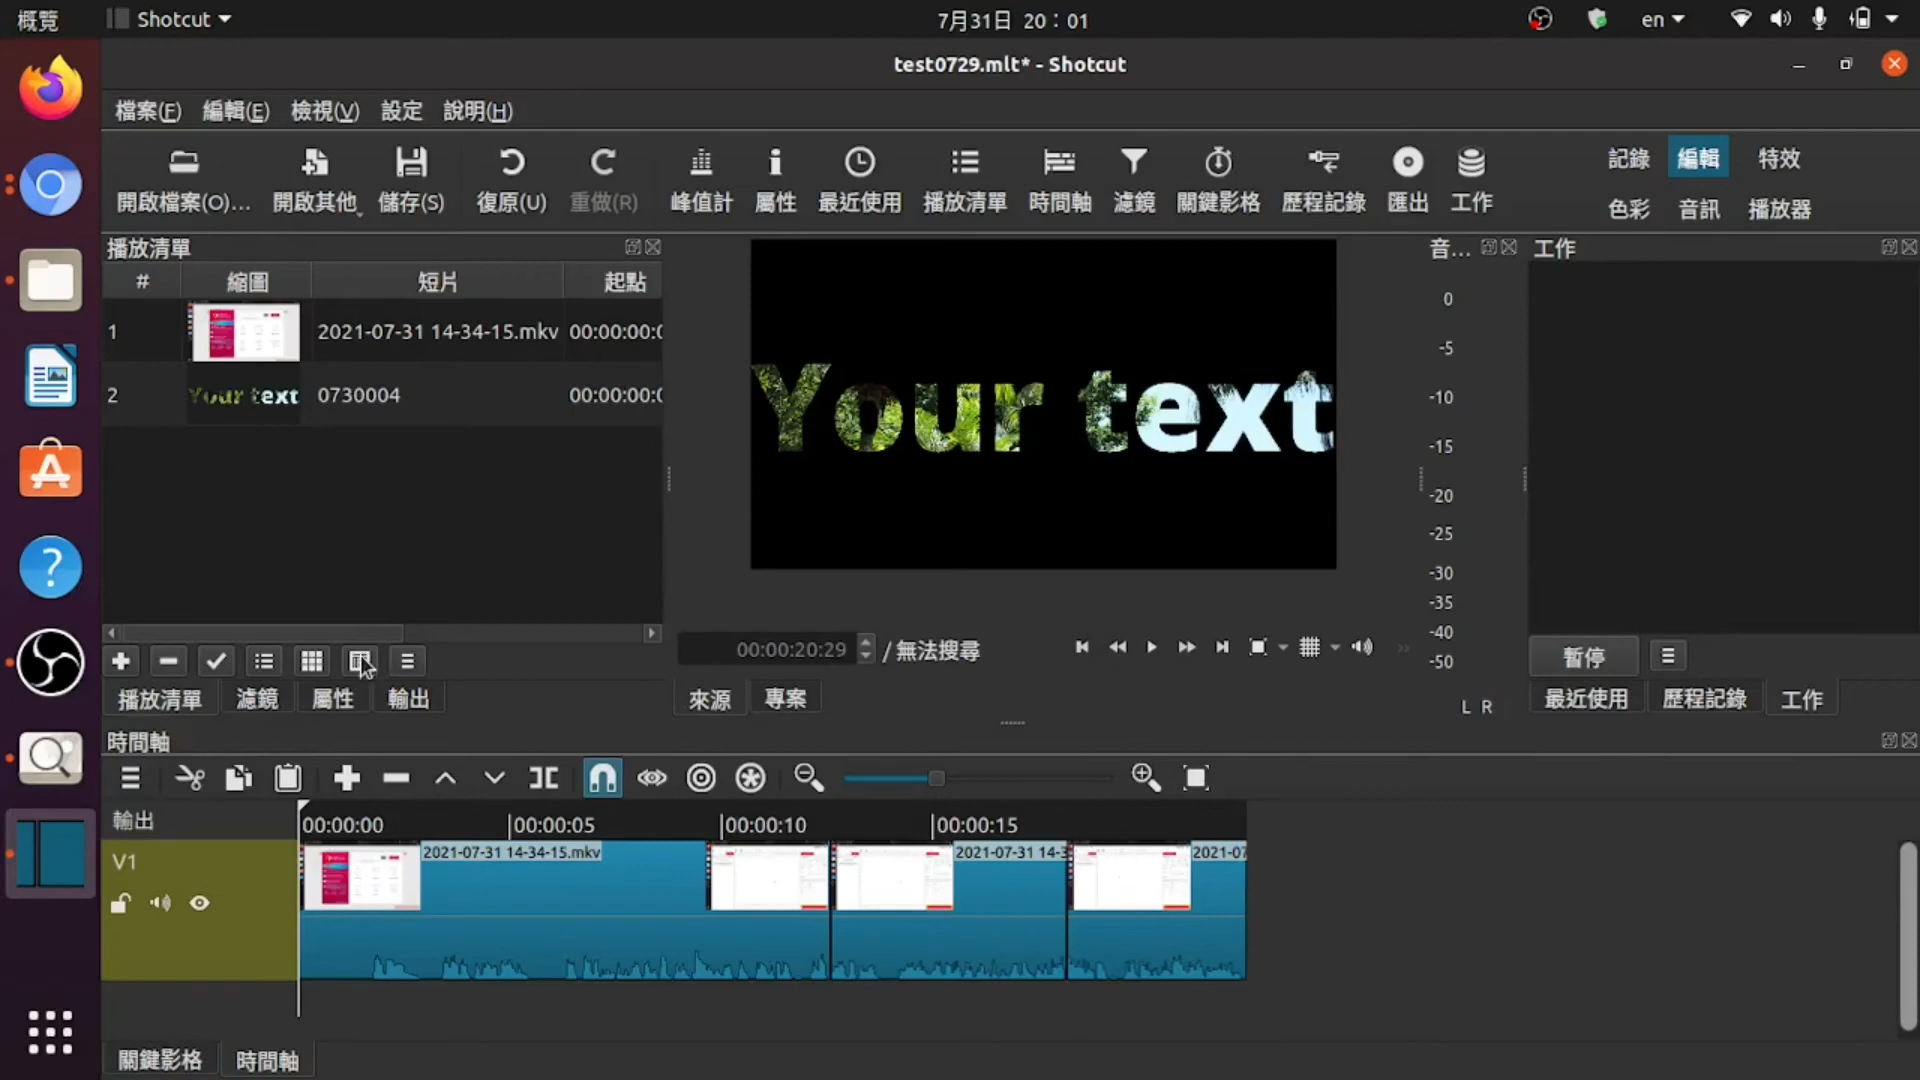 概覽
Shotcut
7月31日 20：01
en
test0729.mlt* - Shotcut
檔案(F) 編輯(E) 檢視(V) 設定 說明(H)
開啟檔案(O)... 開啟其他 儲存(S) 復原(U) 重做(R) 峰值計 屬性 最近使用 播放清單 時間軸 濾鏡 關鍵影格 歷程記錄 匯出 工作
記錄 編輯 特效
色彩 音訊 播放器
播放清單
# 縮圖 短片 起點
1 2021-07-31 14-34-15.mkv 00:00:00:0
2 Your text 0730004 00:00:00:0
播放清單 濾鏡 屬性 輸出
Your text
00:00:20:29 / 無法搜尋
來源 專案
音...
0
-5
-10
-15
-20
-25
-30
-35
-40
-50
L R
工作
暫停
最近使用 歷程記錄 工作
時間軸
輸出
00:00:00 00:00:05 00:00:10 00:00:15
V1
2021-07-31 14-34-15.mkv 2021-07-31 14-3 2021-07
關鍵影格 時間軸